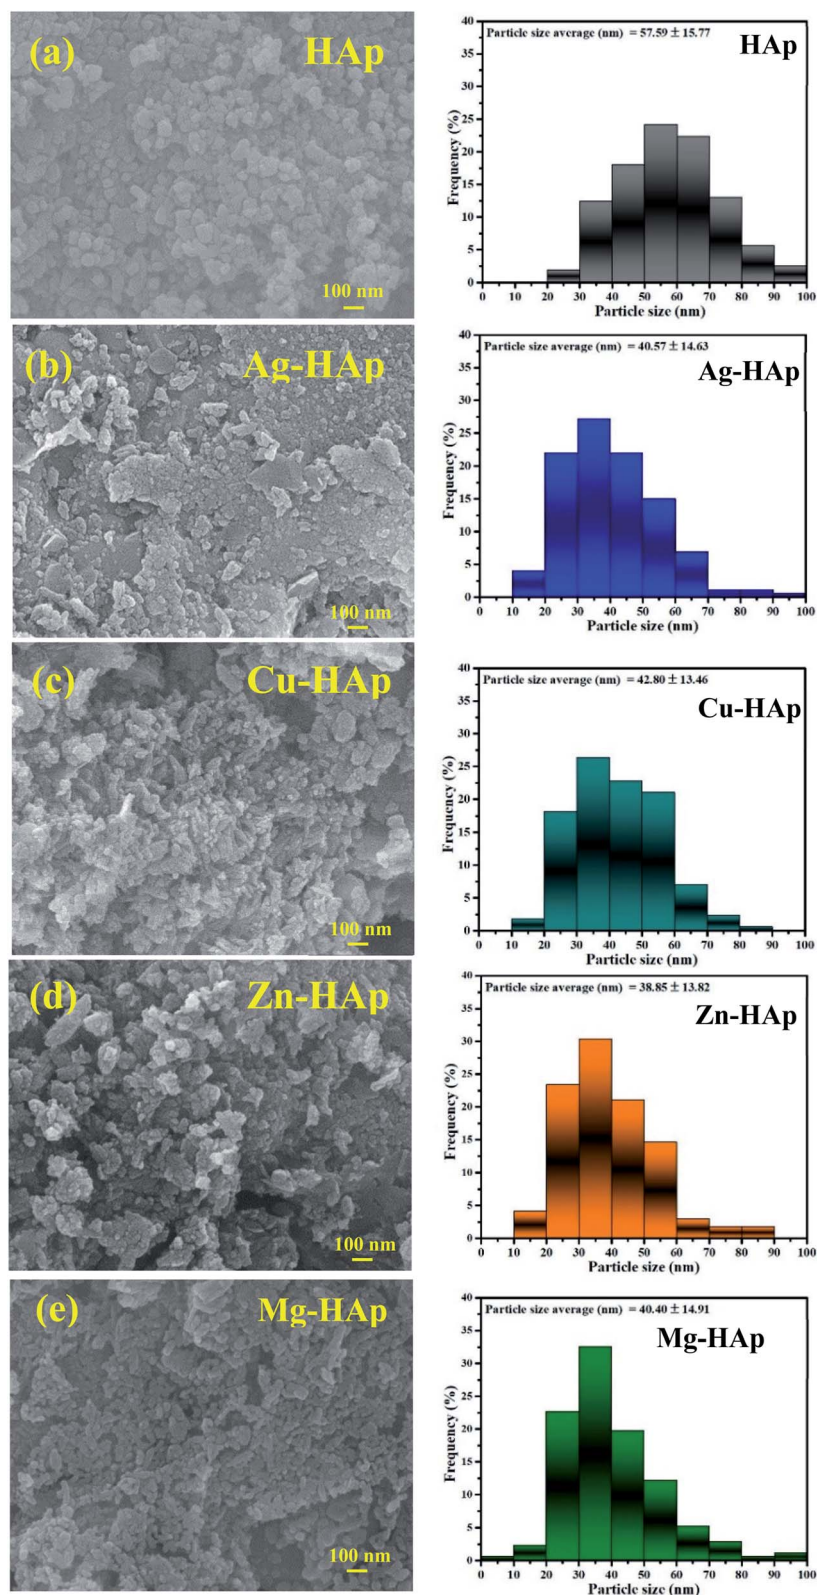 (a) HAp
100 nm
Particle size average (nm) = 57.59 ± 15.77
HAp
Frequency (%)
40
35
30
25
20
15
10
5
0
0 10 20 30 40 50 60 70 80 90 100
Particle size (nm)
(b) Ag-HAp
100 nm
Particle size average (nm) = 40.57 ± 14.63
Ag-HAp
Frequency (%)
40
35
30
25
20
15
10
5
0
0 10 20 30 40 50 60 70 80 90 100
Particle size (nm)
(c) Cu-HAp
100 nm
Particle size average (nm) = 42.80 ± 13.46
Cu-HAp
Frequency (%)
40
35
30
25
20
15
10
5
0
0 10 20 30 40 50 60 70 80 90 100
Particle size (nm)
(d) Zn-HAp
100 nm
Particle size average (nm) = 38.85 ± 13.82
Zn-HAp
Frequency (%)
40
35
30
25
20
15
10
5
0
0 10 20 30 40 50 60 70 80 90 100
Particle size (nm)
(e) Mg-HAp
100 nm
Particle size average (nm) = 40.40 ± 14.91
Mg-HAp
Frequency (%)
40
35
30
25
20
15
10
5
0
0 10 20 30 40 50 60 70 80 90 100
Particle size (nm)